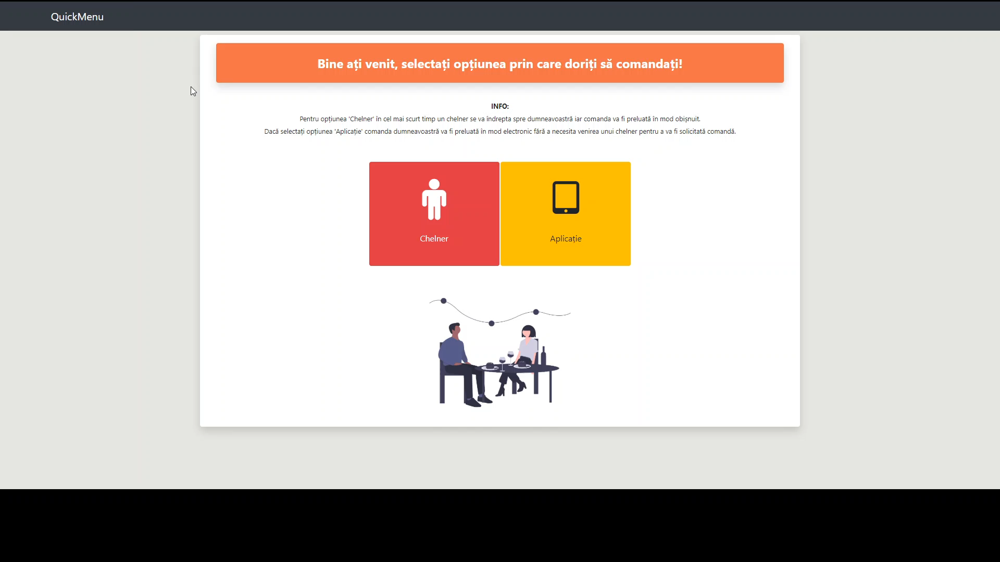 QuickMenu
Bine ați venit, selectați opțiunea prin care doriți să comandați!
INFO:
Pentru opțiunea 'Chelner' în cel mai scurt timp un chelner se va îndrepta spre dumneavoastră iar comanda va fi preluată în mod obișnuit.
Dacă selectați opțiunea 'Aplicație' comanda dumneavoastră va fi preluată în mod electronic fără a necesita venirea unui chelner pentru a va fi solicitată comandă.
Chelner
Aplicație